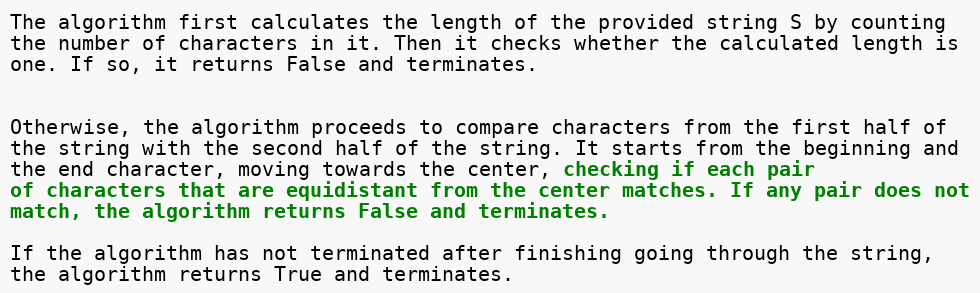 The algorithm first calculates the length of the provided string S by counting
the number of characters in it. Then it checks whether the calculated length is
one. If so, it returns False and terminates.
Otherwise, the algorithm proceeds to compare characters from the first half of
the string with the second half of the string. It starts from the beginning and
the end character, moving towards the center, checking if each pair
of characters that are equidistant from the center matches. If any pair does not
match, the algorithm returns False and terminates.
If the algorithm has not terminated after finishing going through the string,
the algorithm returns True and terminates.